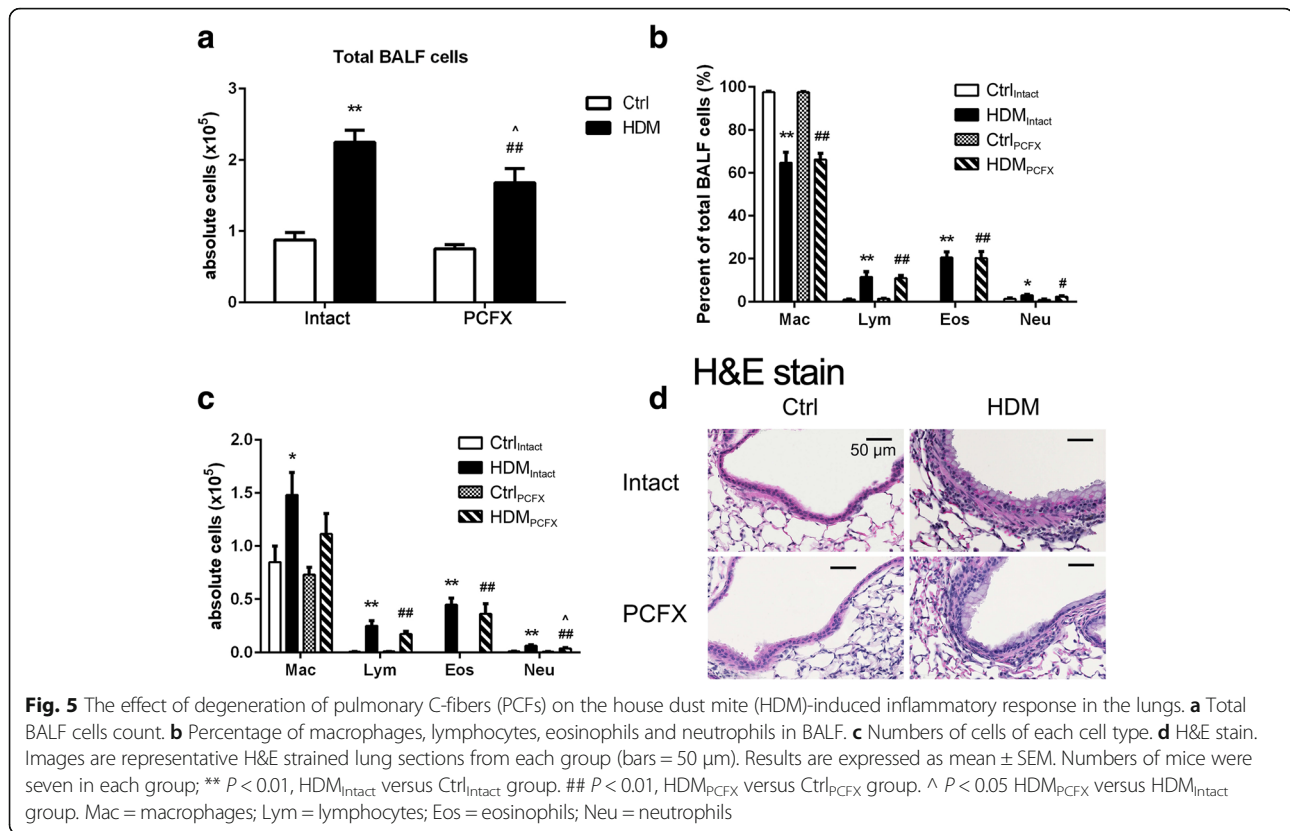 a
Total BALF cells
absolute cells (x10⁵)
3
2
1
0
**
^
##
Intact
PCFX
Ctrl
HDM
b
Percent of total BALF cells (%)
100
80
60
40
20
0
**
##
**
##
**
##
*
#
Mac
Lym
Eos
Neu
Ctrl_Intact
HDM_Intact
Ctrl_PCFX
HDM_PCFX
c
absolute cells (x10⁵)
2.0
1.5
1.0
0.5
0.0
*
**
##
**
##
**
^
##
Mac
Lym
Eos
Neu
Ctrl_Intact
HDM_Intact
Ctrl_PCFX
HDM_PCFX
H&E stain
d
Ctrl
HDM
Intact
50 µm
PCFX
Fig. 5 The effect of degeneration of pulmonary C-fibers (PCFs) on the house dust mite (HDM)-induced inflammatory response in the lungs. a Total
BALF cells count. b Percentage of macrophages, lymphocytes, eosinophils and neutrophils in BALF. c Numbers of cells of each cell type. d H&E stain.
Images are representative H&E strained lung sections from each group (bars = 50 µm). Results are expressed as mean ± SEM. Numbers of mice were
seven in each group; ** P < 0.01, HDM_Intact versus Ctrl_Intact group. ## P < 0.01, HDM_PCFX versus Ctrl_PCFX group. ^ P < 0.05 HDM_PCFX versus HDM_Intact
group. Mac = macrophages; Lym = lymphocytes; Eos = eosinophils; Neu = neutrophils